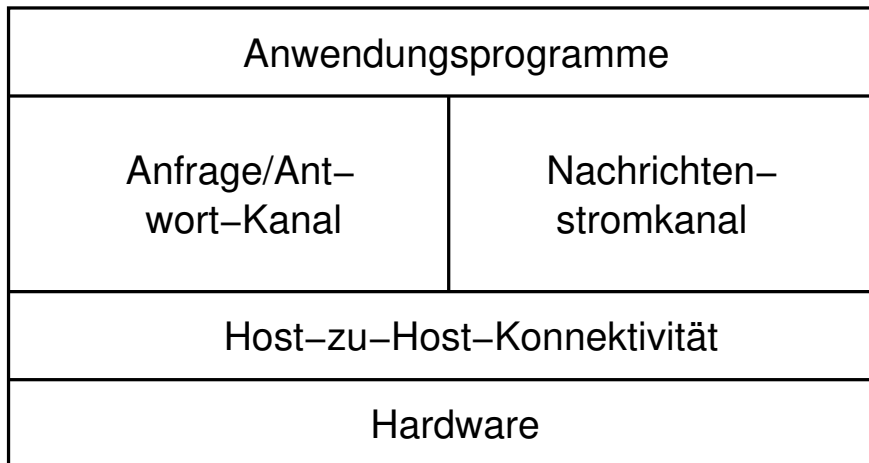 Anwendungsprogramme
Anfrage/Ant–
wort–Kanal
Nachrichten–
stromkanal
Host–zu–Host–Konnektivität
Hardware